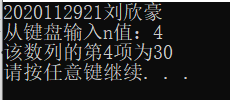 2020112921刘欣豪
从键盘输入n值：4
该数列的第4项为30
请按任意键继续. . .